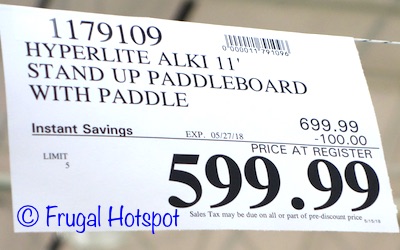 1179109
0000011791096
HYPERLITE ALKI 11'
STAND UP PADDLEBOARD
WITH PADDLE
699.99
Instant Savings EXP. 05/27/18 -100.00
PRICE AT REGISTER
LIMIT
5
599.99
Sales Tax may be due on all or part of pre-discount price
© Frugal Hotspot